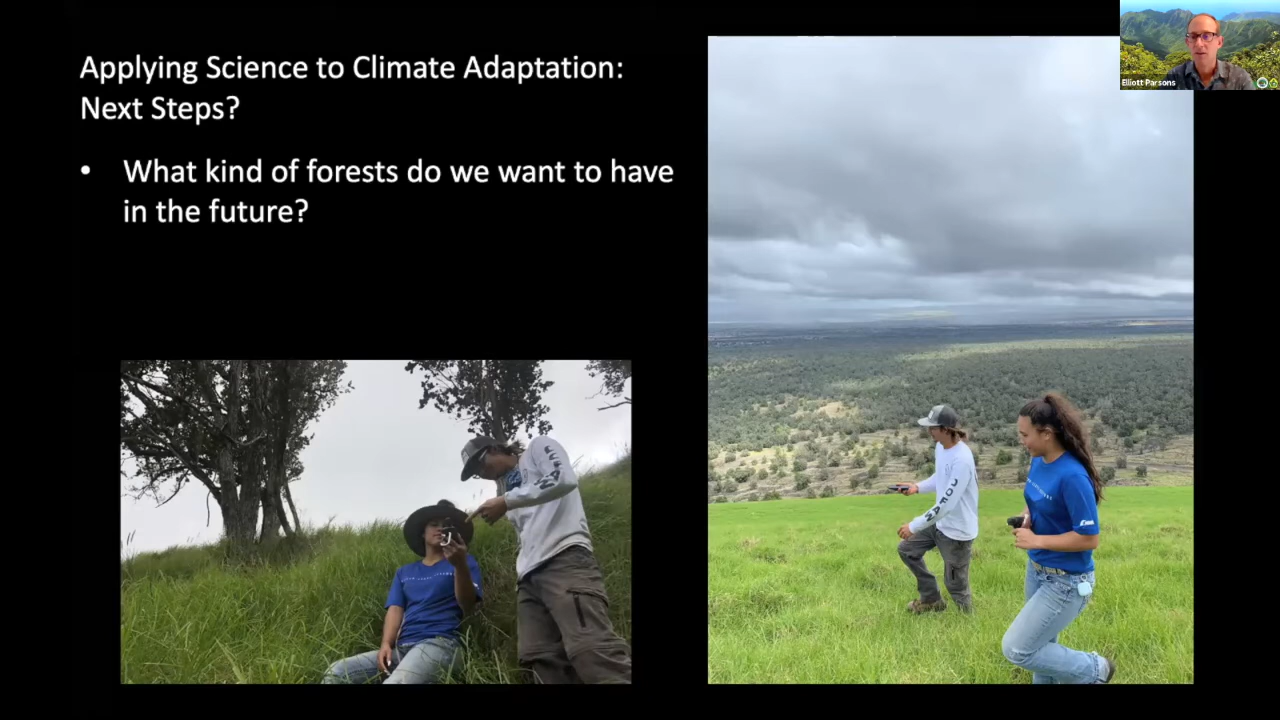 Applying Science to Climate Adaptation:
Next Steps?
• What kind of forests do we want to have
in the future?
Elliott Parsons